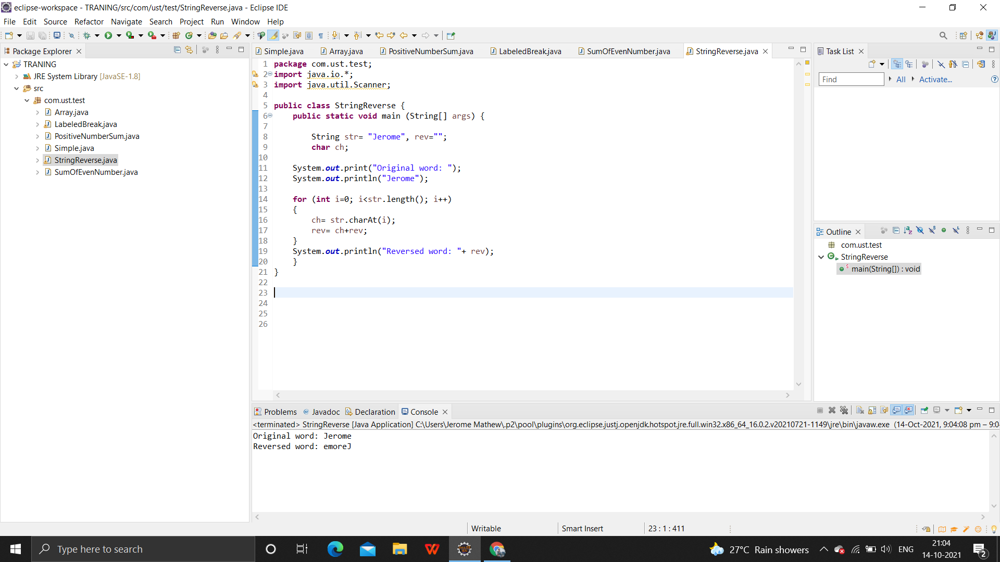 eclipse-workspace - TRANING/src/com/ust/test/StringReverse.java - Eclipse IDE
File Edit Source Refactor Navigate Search Project Run Window Help
Package Explorer
TRANING
JRE System Library [JavaSE-1.8]
src
com.ust.test
Array.java
LabeledBreak.java
PositiveNumberSum.java
Simple.java
StringReverse.java
SumOfEvenNumber.java
Simple.java Array.java PositiveNumberSum.java LabeledBreak.java SumOfEvenNumber.java StringReverse.java
1 package com.ust.test;
2 import java.io.*;
3 import java.util.Scanner;
4
5 public class StringReverse {
6 public static void main (String[] args) {
7
8 String str= "Jerome", rev="";
9 char ch;
10
11 System.out.print("Original word: ");
12 System.out.println("Jerome");
13
14 for (int i=0; i<str.length(); i++)
15 {
16 ch= str.charAt(i);
17 rev= ch+rev;
18 }
19 System.out.println("Reversed word: "+ rev);
20 }
21 }
22
23
24
25
26
Task List
Find All Activate...
Outline
com.ust.test
StringReverse
main(String[]) : void
Problems @ Javadoc Declaration Console
<terminated> StringReverse [Java Application] C:\Users\Jerome Mathew\.p2\pool\plugins\org.eclipse.justj.openjdk.hotspot.jre.full.win32.x86_64_16.0.2.v20210721-1149\jre\bin\javaw.exe (14-Oct-2021, 9:04:08 pm – 9:04
Original word: Jerome
Reversed word: emoreJ
Writable Smart Insert 23 : 1 : 411
Type here to search
27°C Rain showers ENG
21:04
14-10-2021
2